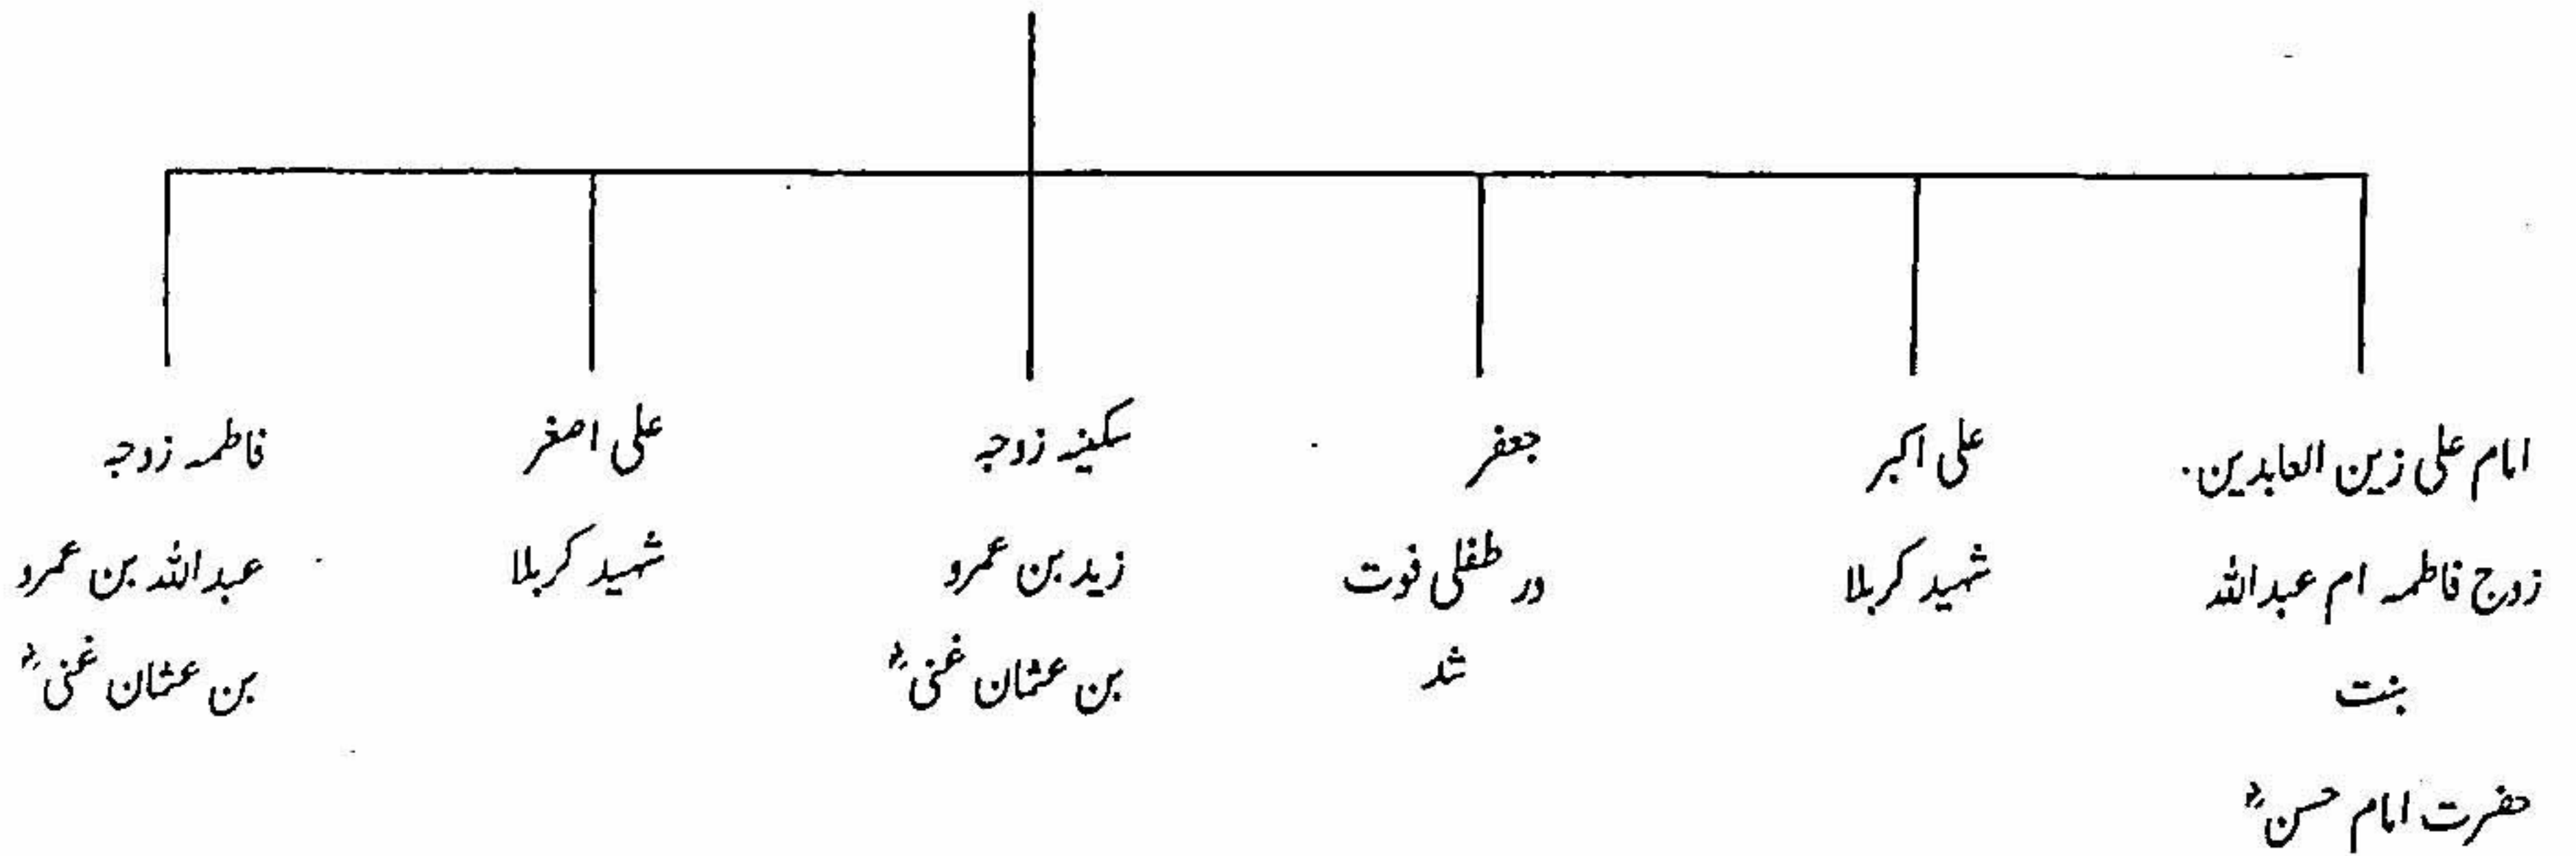 امام علی زین العابدین۔
زوج فاطمہ ام عبداللہ
بنت
حضرت امام حسنؓ
علی اکبر
شہید کربلا
جعفر
در طفلی فوت
شد
سکینہ زوجہ
زید بن عمرو
بن عثمان غنیؓ
علی اصغر
شہید کربلا
فاطمہ زوجہ
عبداللہ بن عمرو
بن عثمان غنیؓ